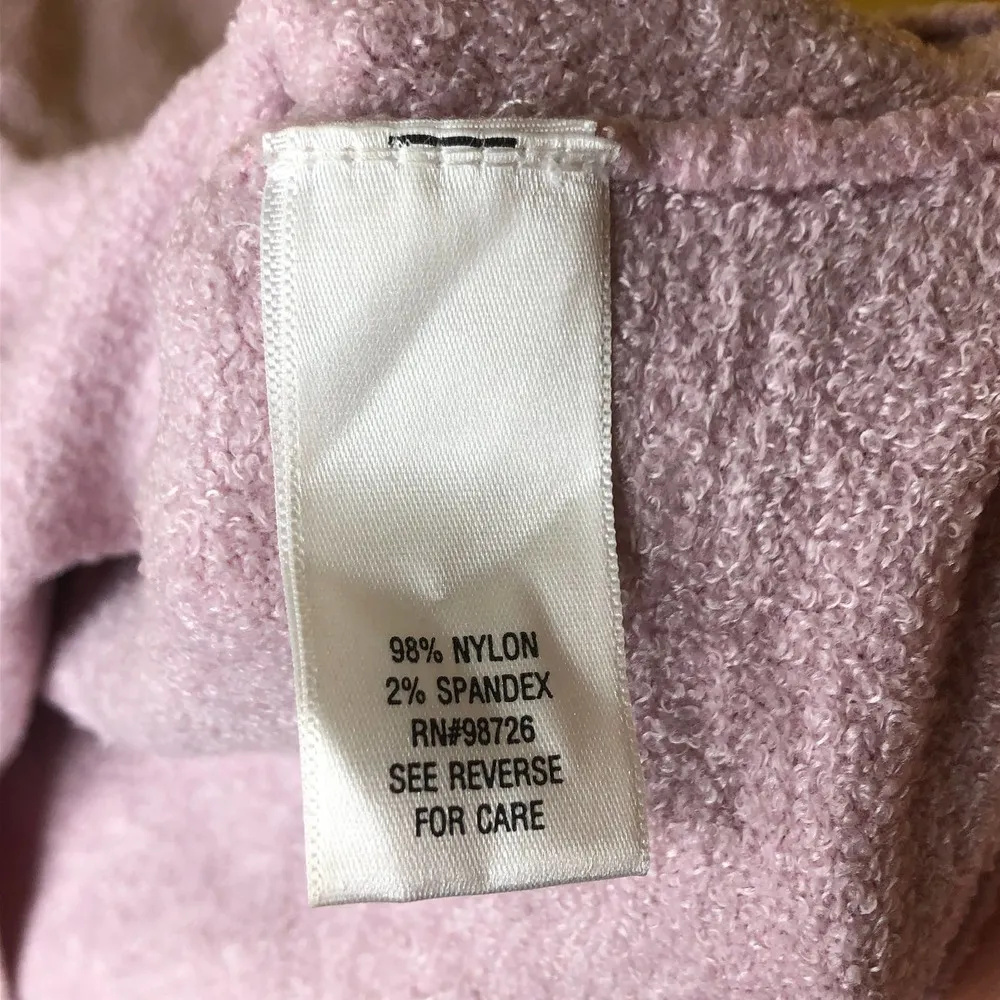 98% NYLON
2% SPANDEX
RN#98726
SEE REVERSE
FOR CARE